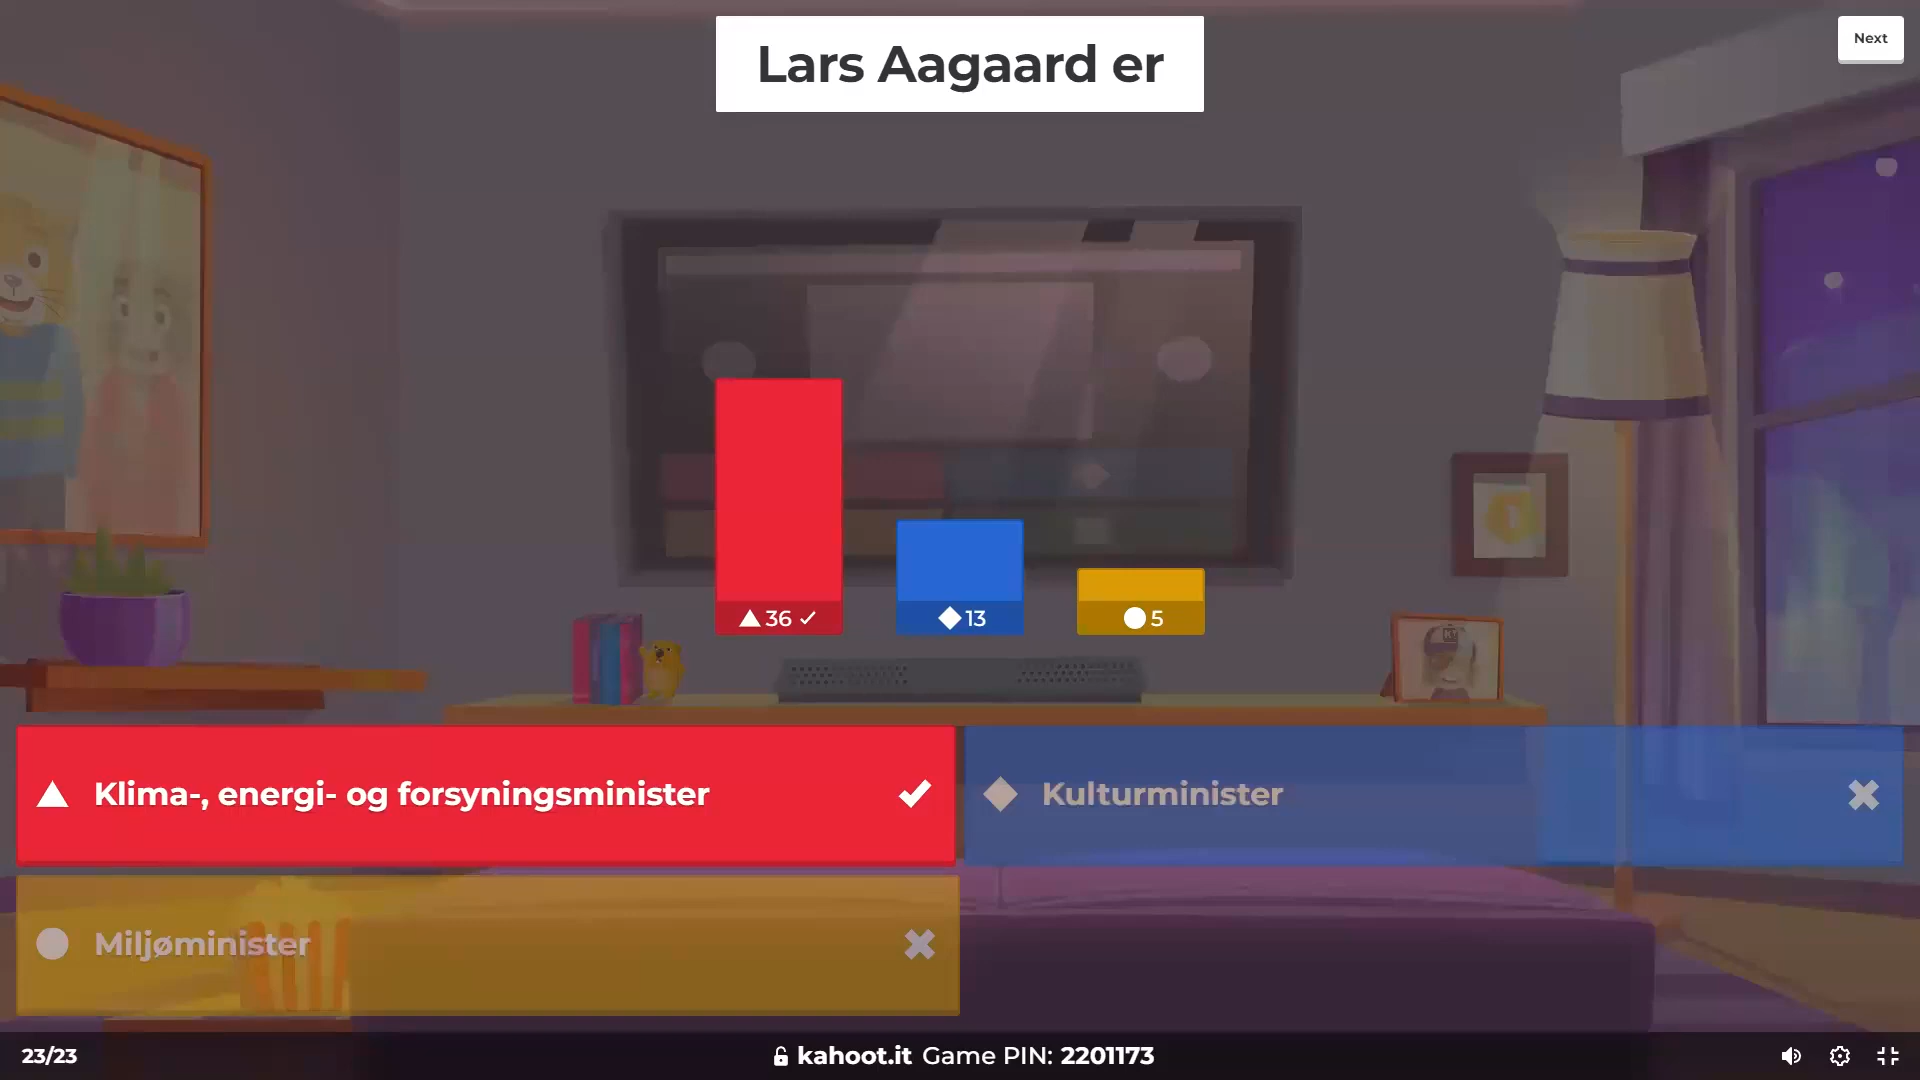 Lars Aagaard er
Next
36
13
5
Klima-, energi- og forsyningsminister
Kulturminister
Miljøminister
23/23
kahoot.it Game PIN: 2201173